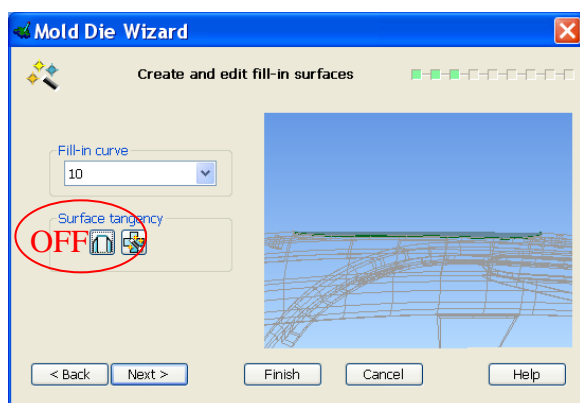 Mold Die Wizard
Create and edit fill-in surfaces
Fill-in curve
10
Surface tangency
OFF
< Back
Next >
Finish
Cancel
Help